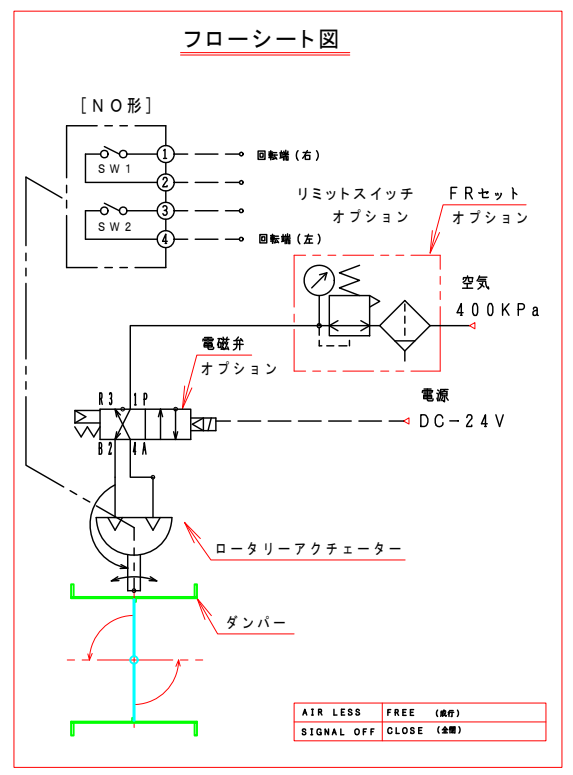 フローシート図
[NO形]
1
SW1
2
3
SW2
4
回転端(右)
回転端(左)
リミットスイッチ
オプション
FRセット
オプション
空気
400KPa
電磁弁
オプション
R3 1P
B2 4A
電源
DC-24V
ロータリーアクチェーター
ダンパー
AIR LESS FREE (成行)
SIGNAL OFF CLOSE (全閉)